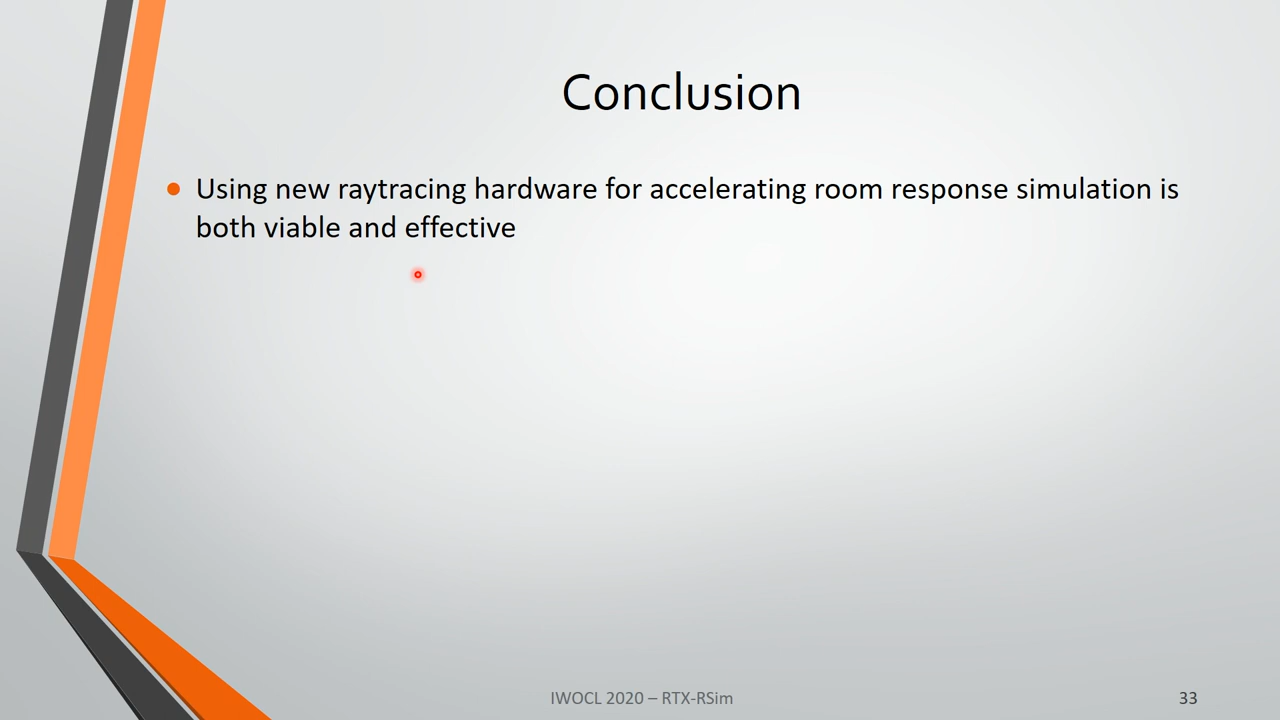 Conclusion
Using new raytracing hardware for accelerating room response simulation is
both viable and effective
IWOCL 2020 – RTX-RSim
33